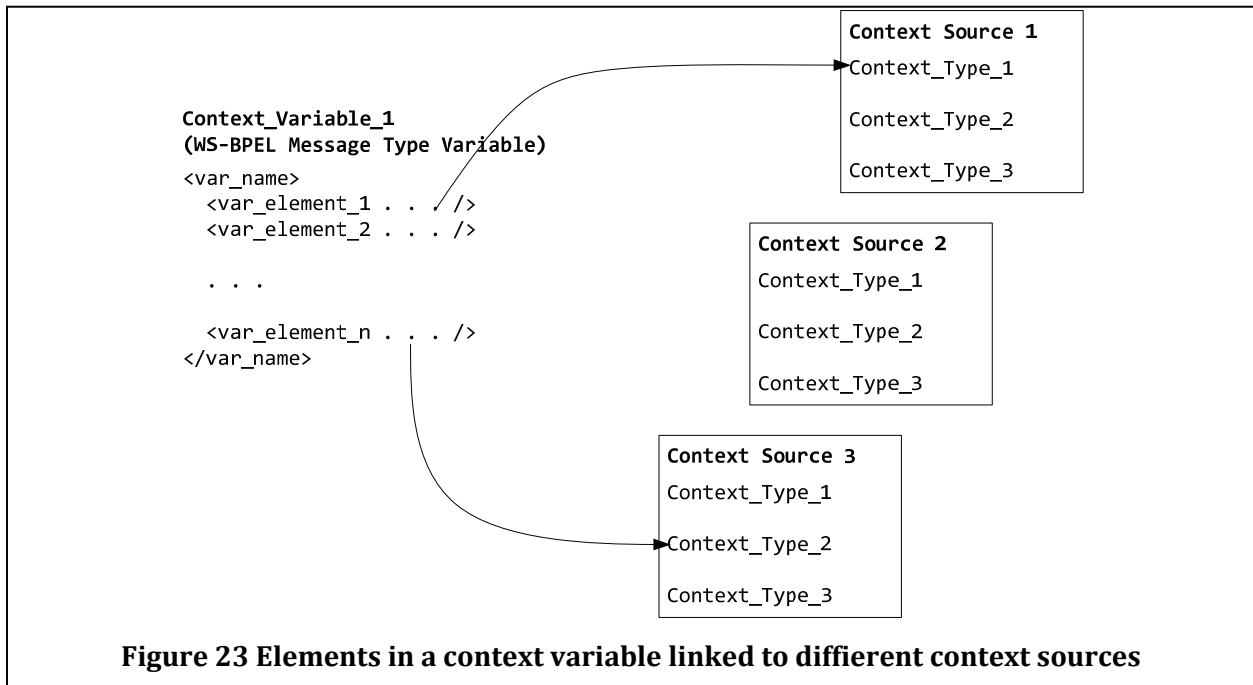 Context_Variable_1
(WS-BPEL Message Type Variable)
<var_name>
<var_element_1 . . . />
<var_element_2 . . . />
. . .
<var_element_n . . . />
</var_name>
Context Source 1
Context_Type_1
Context_Type_2
Context_Type_3
Context Source 2
Context_Type_1
Context_Type_2
Context_Type_3
Context Source 3
Context_Type_1
Context_Type_2
Context_Type_3
Figure 23 Elements in a context variable linked to diffierent context sources